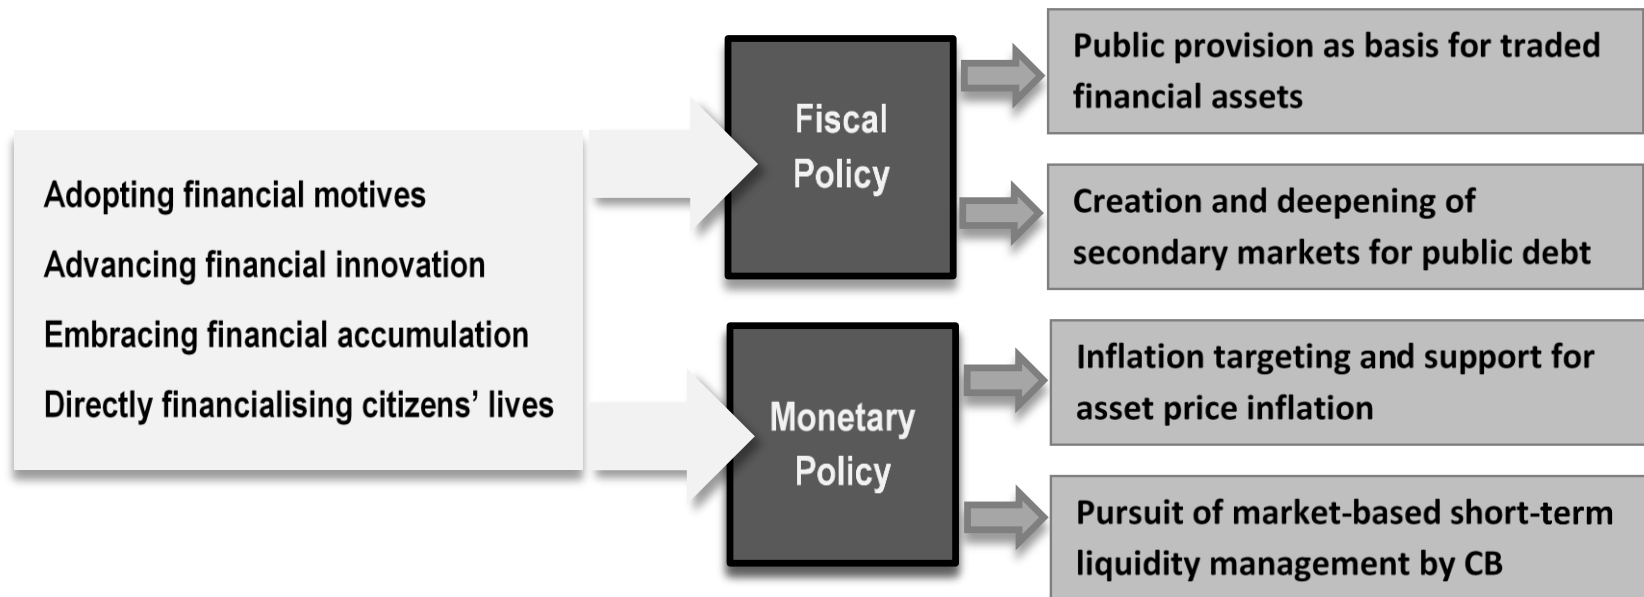 Adopting financial motives
Advancing financial innovation
Embracing financial accumulation
Directly financialising citizens’ lives
Fiscal
Policy
Public provision as basis for traded
financial assets
Creation and deepening of
secondary markets for public debt
Monetary
Policy
Inflation targeting and support for
asset price inflation
Pursuit of market-based short-term
liquidity management by CB